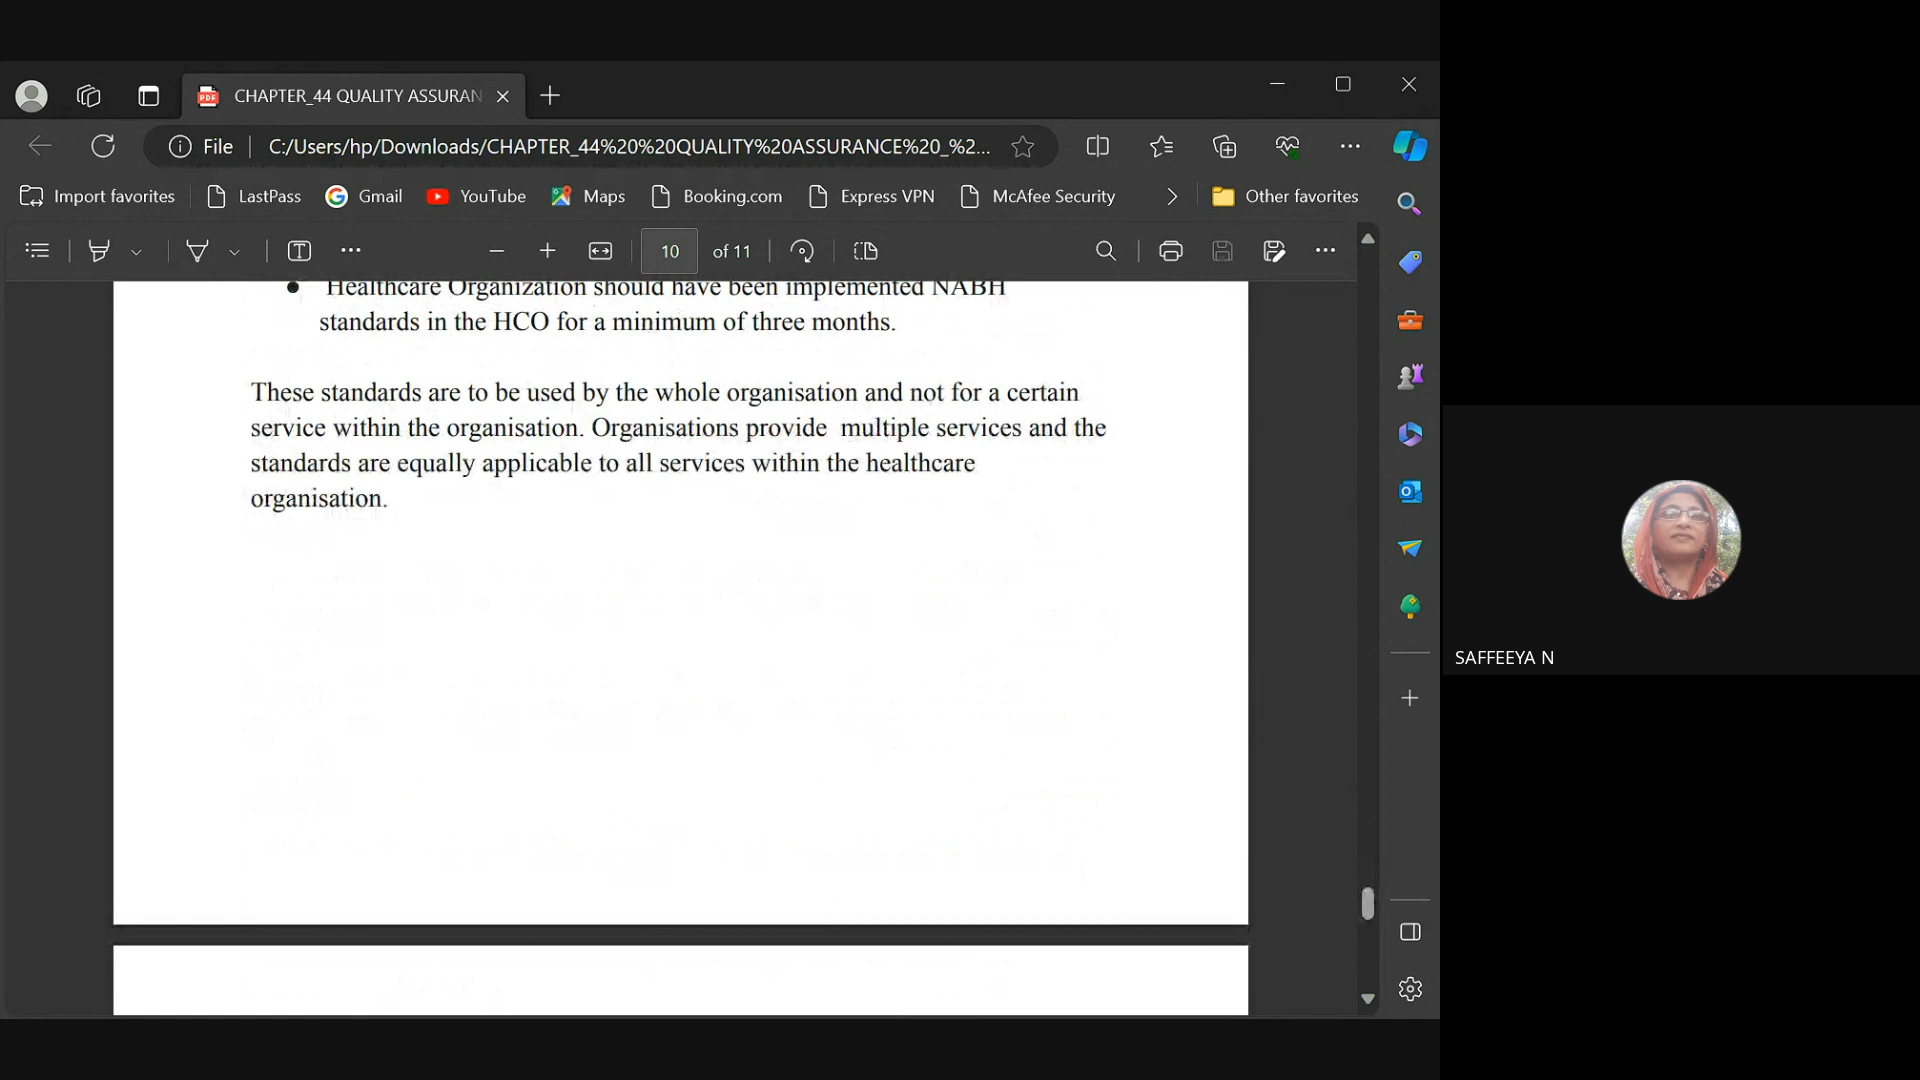 CHAPTER_44 QUALITY ASSURAN
File
C:/Users/hp/Downloads/CHAPTER_44%20%20QUALITY%20ASSURANCE%20_%2...
Import favorites
LastPass
Gmail
YouTube
Maps
Booking.com
Express VPN
McAfee Security
Other favorites
10 of 11
● Healthcare Organization should have been implemented NABH
standards in the HCO for a minimum of three months.
These standards are to be used by the whole organisation and not for a certain
service within the organisation. Organisations provide multiple services and the
standards are equally applicable to all services within the healthcare
organisation.
SAFFEEYA N